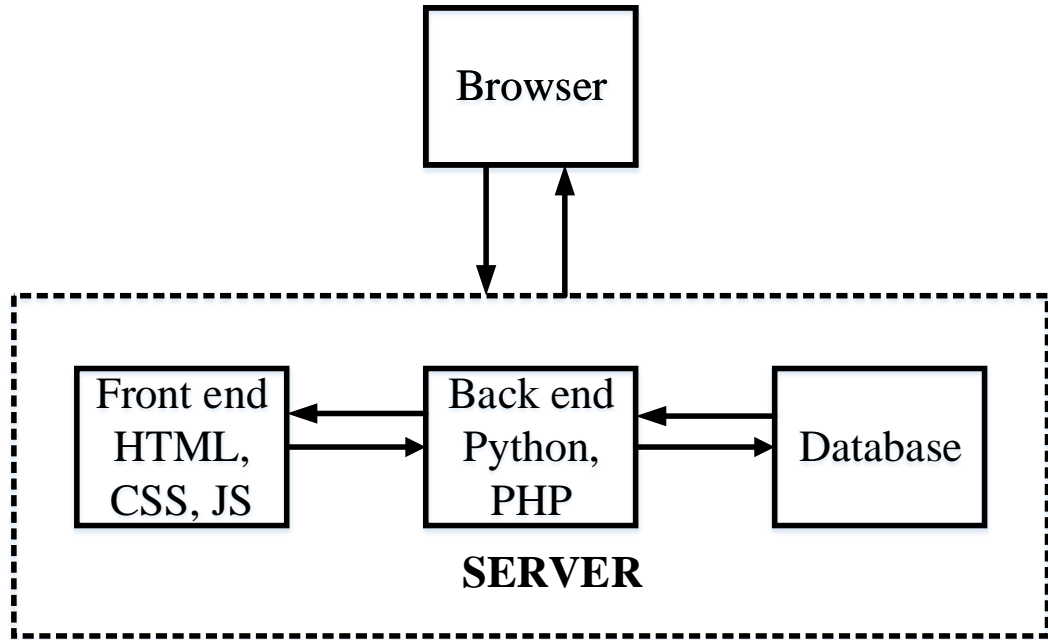 Browser
Front end
HTML,
CSS, JS
Back end
Python,
PHP
Database
SERVER